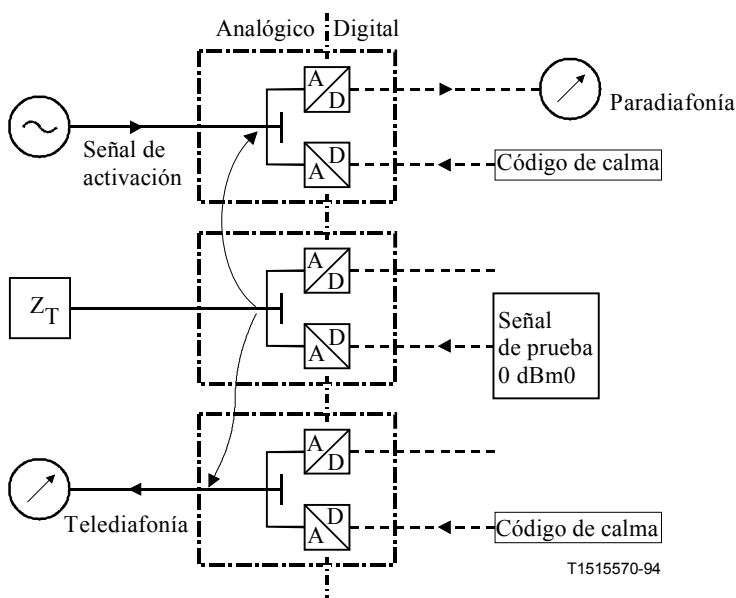 Analógico Digital
A
D
Paradiafonía
Señal de
activación
D
A
Código de calma
A
D
Z_T
Señal
de prueba
0 dBm0
D
A
A
D
Telediafonía
D
A
Código de calma
T1515570-94